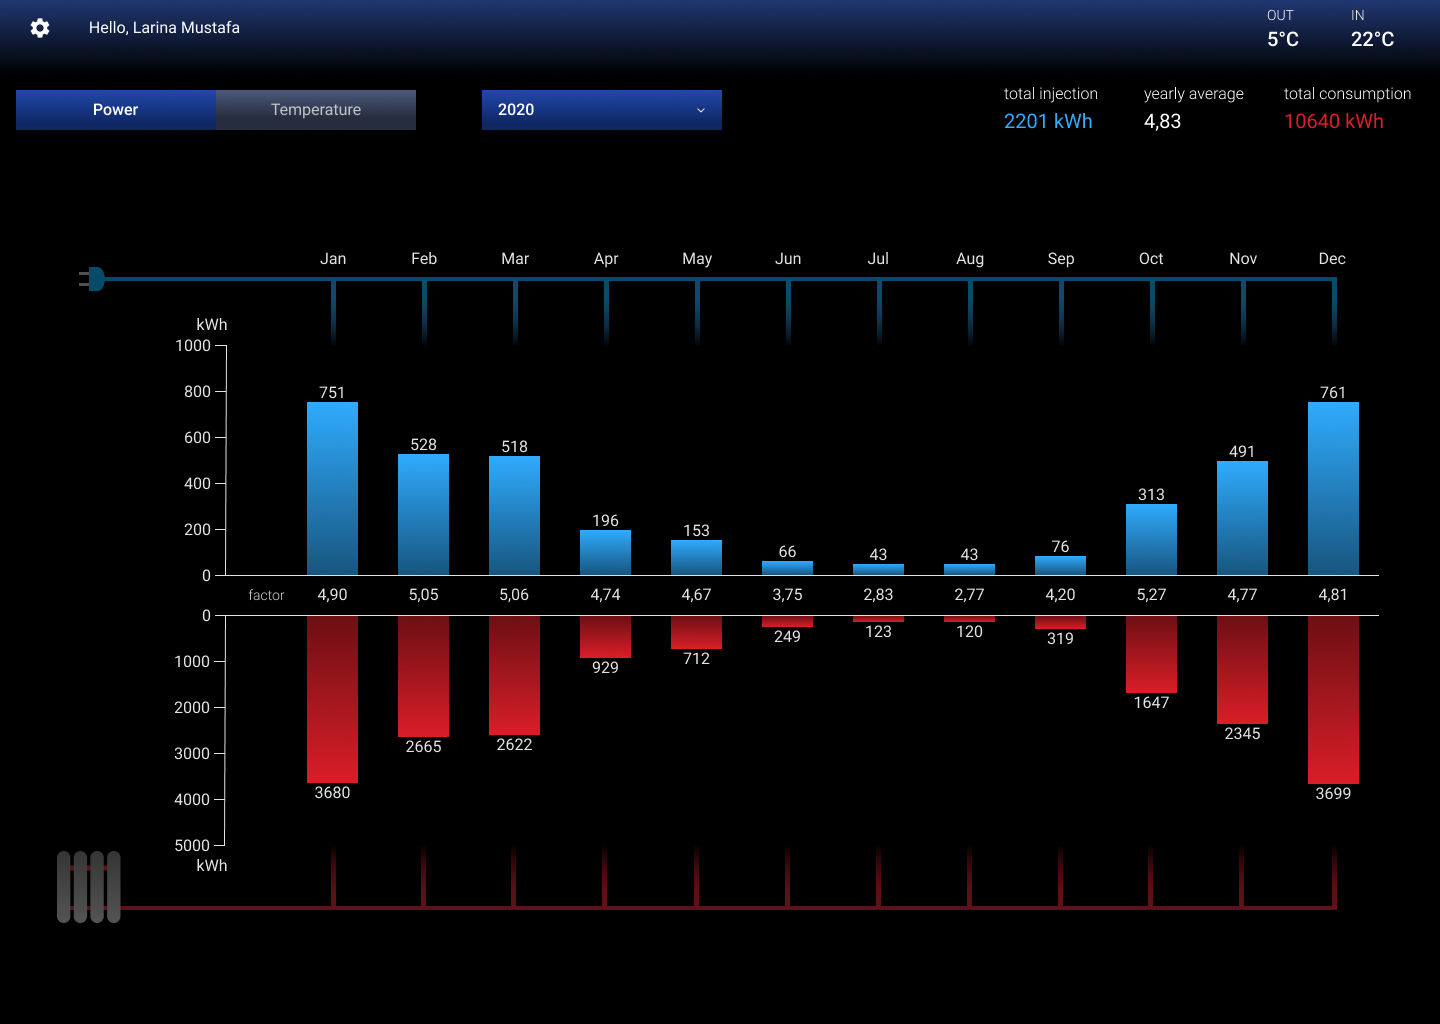 Hello, Larina Mustafa
OUT
5°C
IN
22°C
Power
Temperature
2020
total injection
2201 kWh
yearly average
4,83
total consumption
10640 kWh
Jan Feb Mar Apr May Jun Jul Aug Sep Oct Nov Dec
kWh
1000
800
600
400
200
0
751 528 518 196 153 66 43 43 76 313 491 761
factor 4,90 5,05 5,06 4,74 4,67 3,75 2,83 2,77 4,20 5,27 4,77 4,81
0
1000
2000
3000
4000
5000
kWh
3680 2665 2622 929 712 249 123 120 319 1647 2345 3699